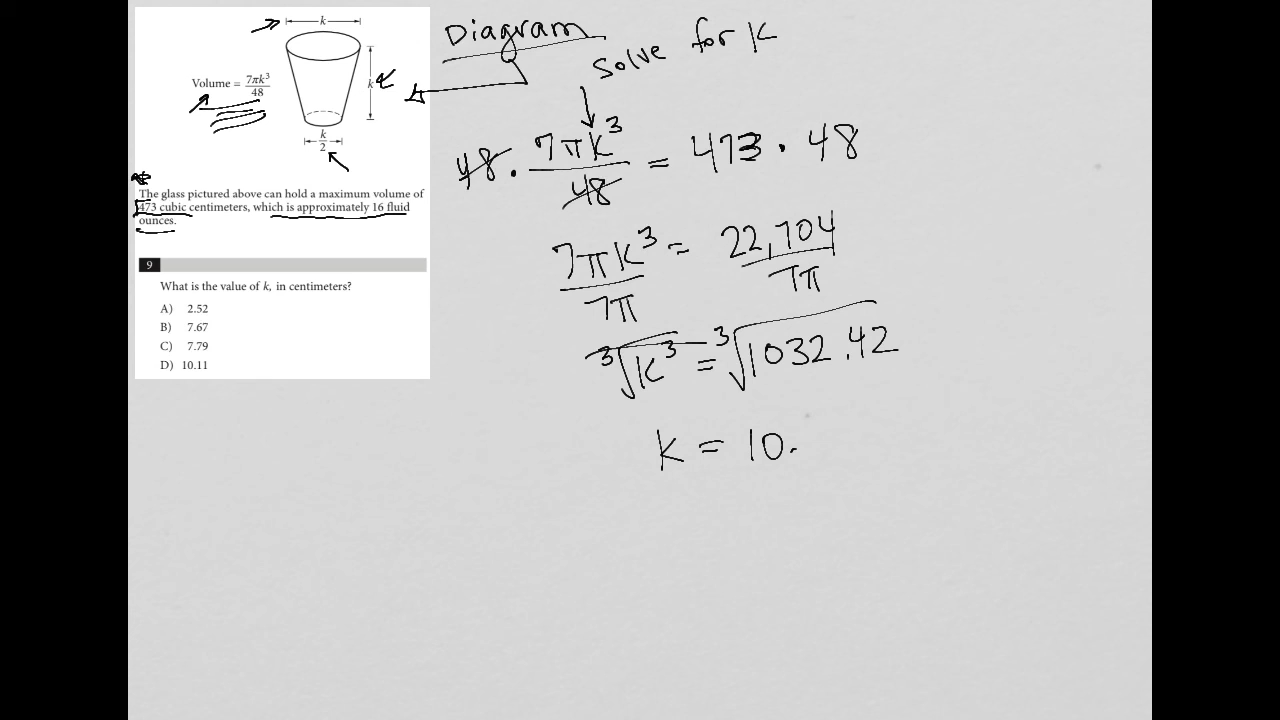 k
Volume = 7πk³/48
k
k/2
The glass pictured above can hold a maximum volume of
473 cubic centimeters, which is approximately 16 fluid
ounces.
9
What is the value of k, in centimeters?
A) 2.52
B) 7.67
C) 7.79
D) 10.11
Diagram
Solve for K
48 · 7πk³/48 = 473 · 48
7πk³/7π = 22,704/7π
³√k³ = ³√1032.42
k = 10.